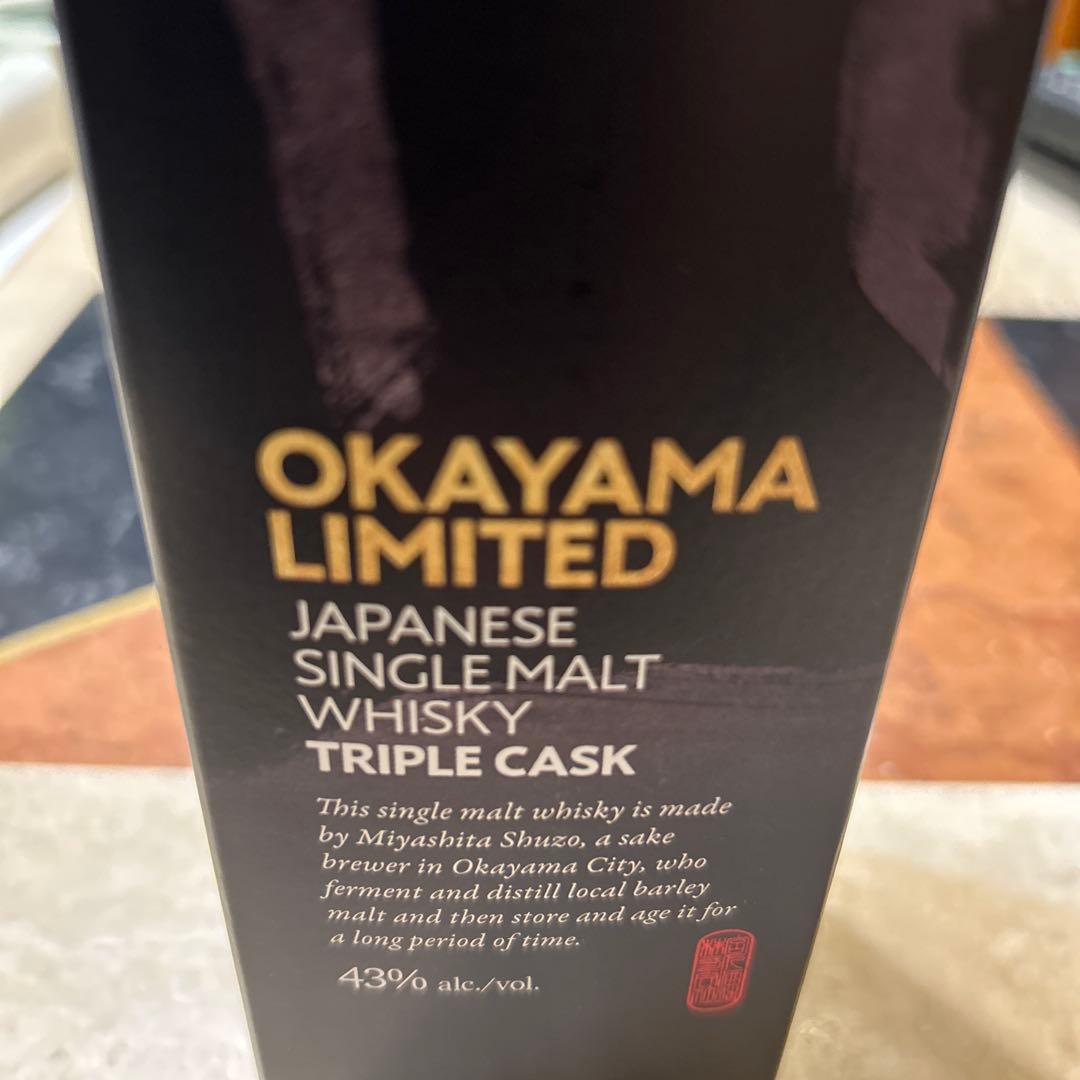 OKAYAMA
LIMITED
JAPANESE
SINGLE MALT
WHISKY
TRIPLE CASK
This single malt whisky is made
by Miyashita Shuzo, a sake
brewer in Okayama City, who
ferment and distill local barley
malt and then store and age it for
a long period of time.
43% alc./vol.